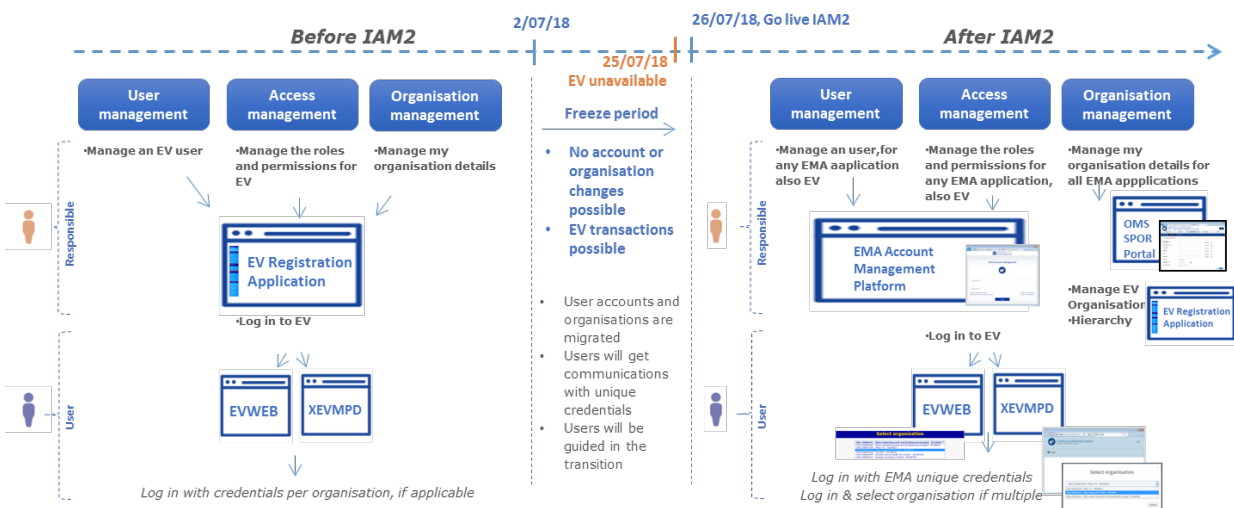 Before IAM2
2/07/18
26/07/18, Go live IAM2
After IAM2
25/07/18
EV unavailable
User
management
Access
management
Organisation
management
•Manage an EV user
•Manage the roles
and permissions for
EV
•Manage my
organisation details
Responsible
EV Registration
Application
•Log in to EV
User
EVWEB
XEVMPD
Log in with credentials per organisation, if applicable
Freeze period
• No account or
organisation
changes
possible
• EV transactions
possible
• User accounts and
organisations are
migrated
• Users will get
communications
with unique
credentials
• Users will be
guided in the
transition
User
management
Access
management
Organisation
management
•Manage an user,for
any EMA aaplication
also EV
•Manage the roles
and permissions for
any EMA application,
also EV
•Manage my
organisation details for
all EMA appplications
Responsible
EMA Account
Management
Platform
OMS
SPOR
Portal
•Manage EV
Organisation
•Hierarchy
EV Registration
Application
•Log in to EV
User
EVWEB
XEVMPD
Select organization
Select organisation
Log in with EMA unique credentials
Log in & select organisation if multiple